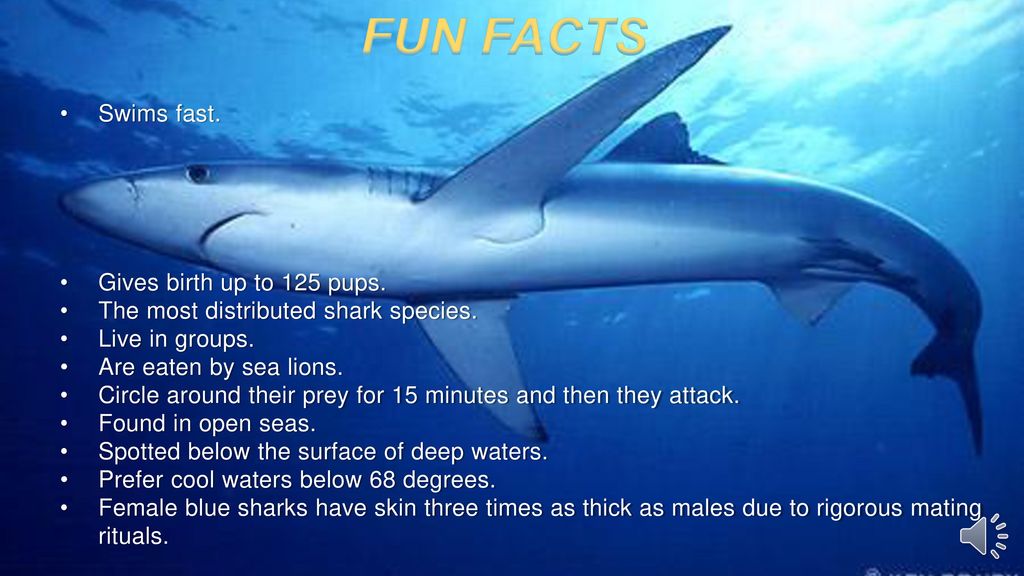 FUN FACTS
• Swims fast.
• Gives birth up to 125 pups.
• The most distributed shark species.
• Live in groups.
• Are eaten by sea lions.
• Circle around their prey for 15 minutes and then they attack.
• Found in open seas.
• Spotted below the surface of deep waters.
• Prefer cool waters below 68 degrees.
• Female blue sharks have skin three times as thick as males due to rigorous mating
rituals.